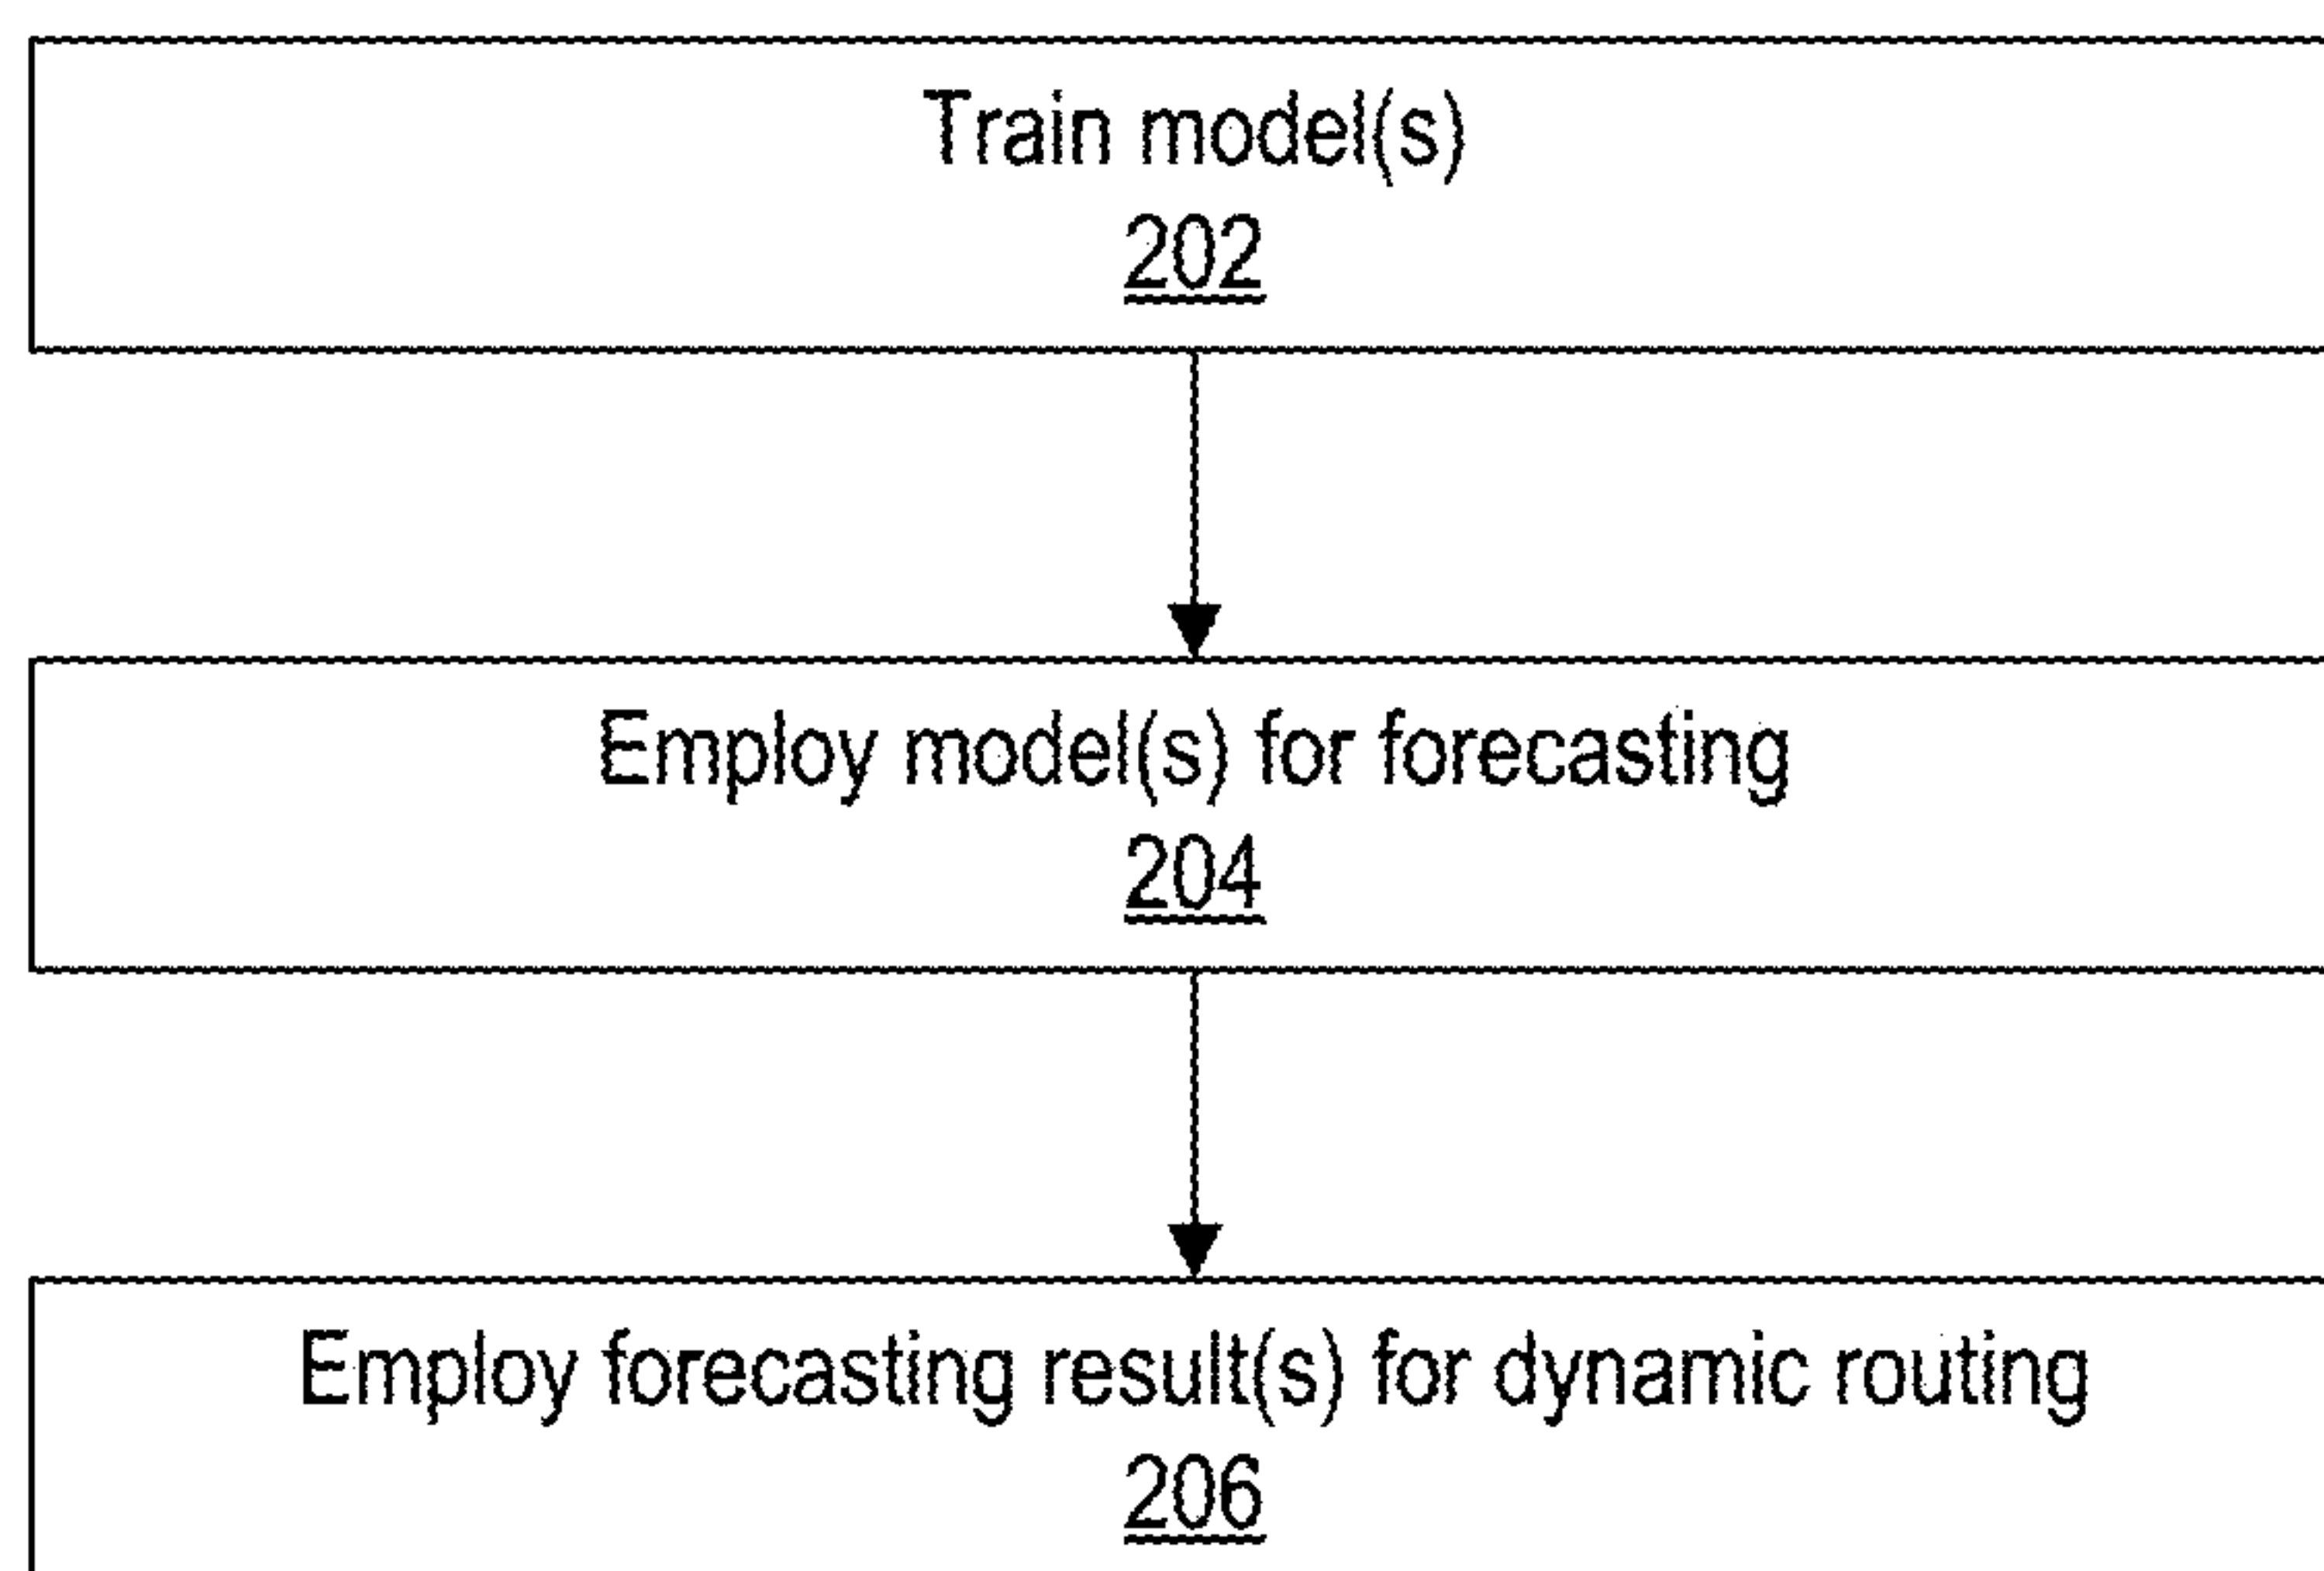 Train model(s)
202
Employ model(s) for forecasting
204
Employ forecasting result(s) for dynamic routing
206